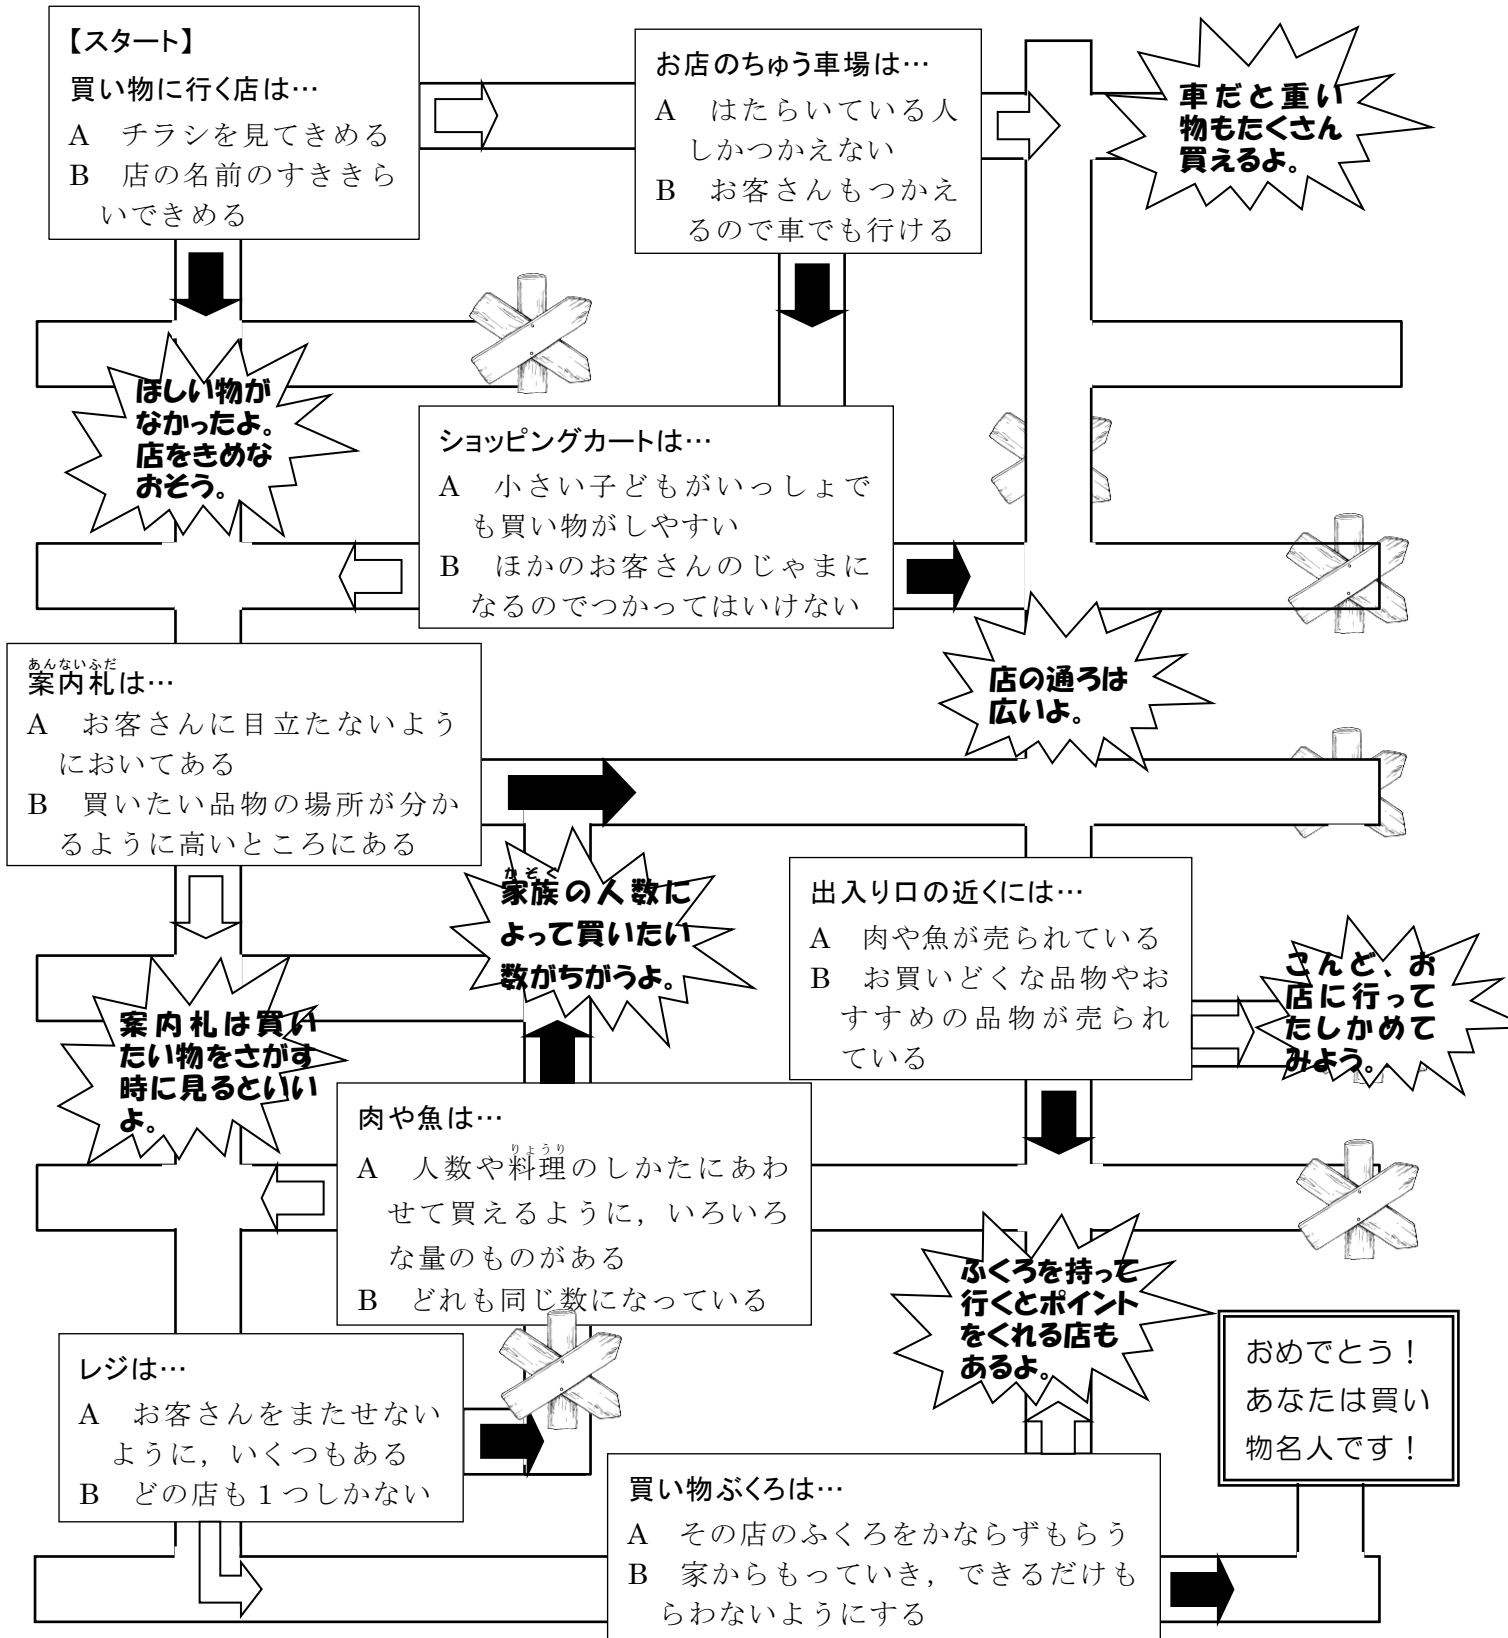 【スタート】
買い物に行く店は…
A　チラシを見てきめる
B　店の名前のすききら
いできめる
お店のちゅう車場は…
A　はたらいている人
しかつかえない
B　お客さんもつかえ
るので車でも行ける
車だと重い
物もたくさん
買えるよ。
ほしい物が
なかったよ。
店をきめな
おそう。
ショッピングカートは…
A　小さい子どもがいっしょで
も買い物がしやすい
B　ほかのお客さんのじゃまに
なるのでつかってはいけない
店の通ろは
広いよ。
あんないふだ
案内札は…
A　お客さんに目立たないよう
においてある
B　買いたい品物の場所が分か
るように高いところにある
かぞく
家族の人数に
よって買いたい
数がちがうよ。
出入り口の近くには…
A　肉や魚が売られている
B　お買いどくな品物やお
すすめの品物が売られ
ている
こんど、お
店に行って
たしかめて
みよう。
案内札は買い
たい物をさがす
時に見るといい
よ。
肉や魚は…
りょうり
A　人数や料理のしかたにあわ
せて買えるように，いろいろ
な量のものがある
B　どれも同じ数になっている
ふくろを持って
行くとポイント
をくれる店も
あるよ。
レジは…
A　お客さんをまたせない
ように，いくつもある
B　どの店も１つしかない
買い物ぶくろは…
A　その店のふくろをかならずもらう
B　家からもっていき，できるだけも
らわないようにする
おめでとう！
あなたは買い
物名人です！